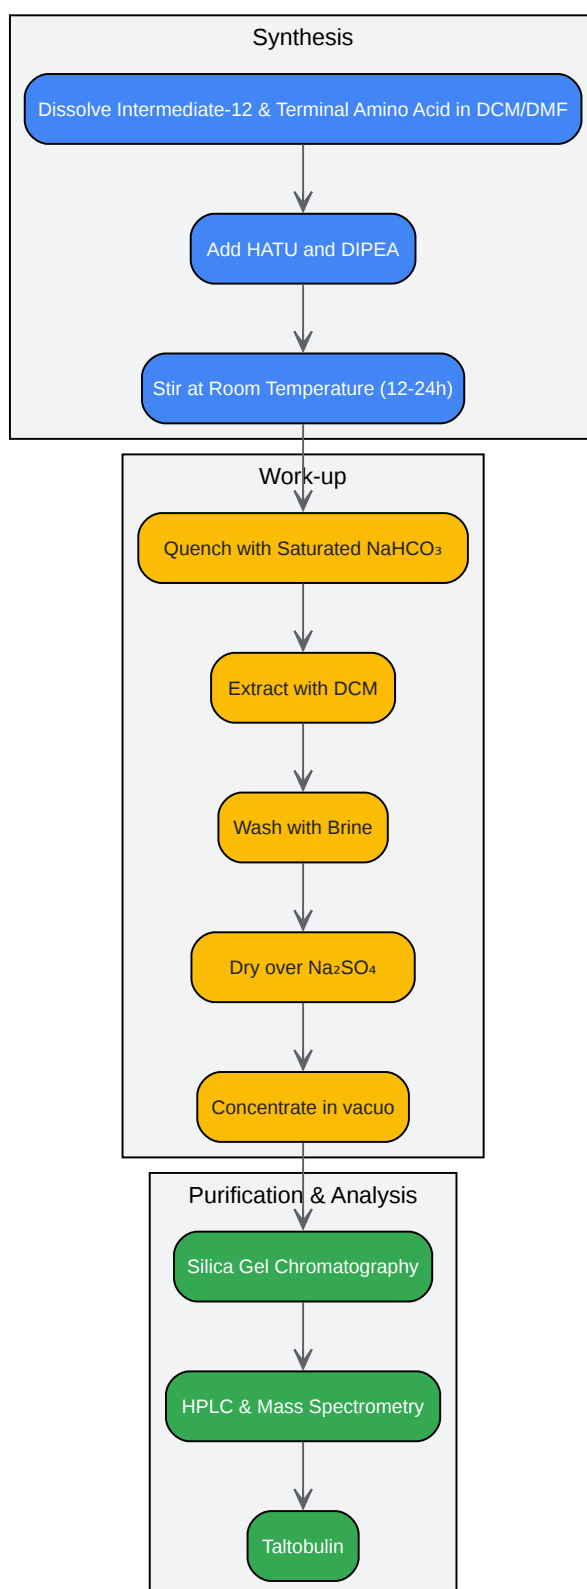 Synthesis
Dissolve Intermediate-12 & Terminal Amino Acid in DCM/DMF
Add HATU and DIPEA
Stir at Room Temperature (12-24h)
Work-up
Quench with Saturated NaHCO₃
Extract with DCM
Wash with Brine
Dry over Na₂SO₄
Concentrate in vacuo
Purification & Analysis
Silica Gel Chromatography
HPLC & Mass Spectrometry
Taltobulin